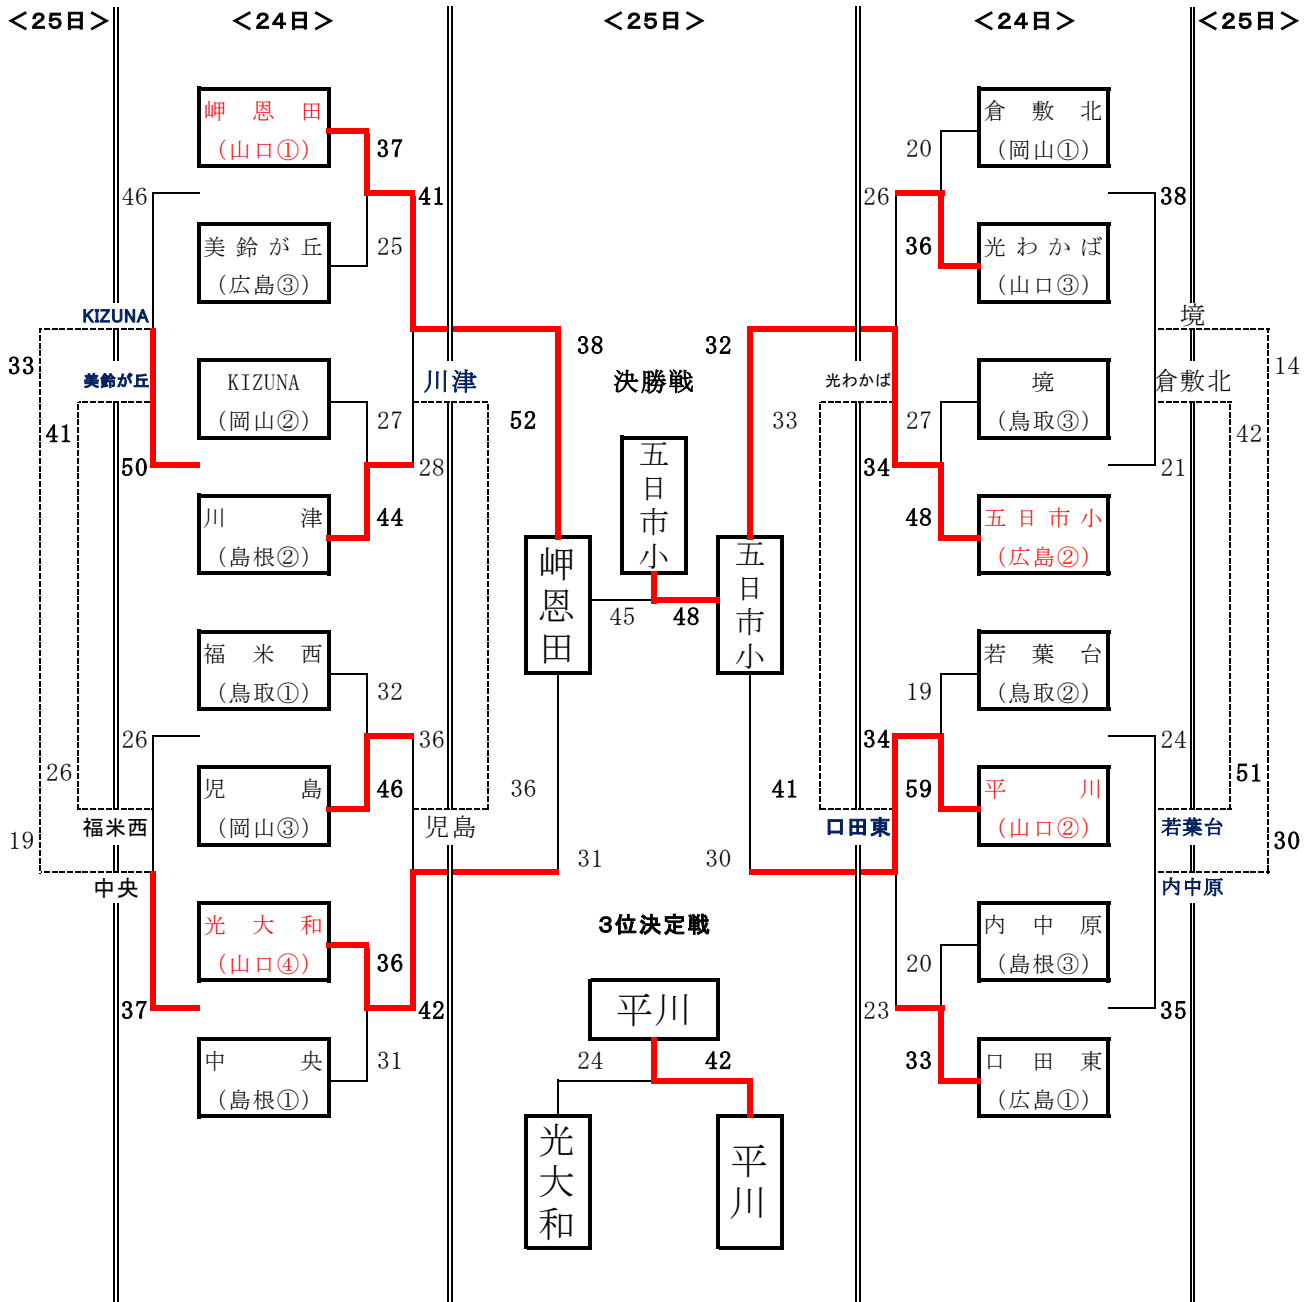 ＜25日＞ ＜24日＞ ＜25日＞ ＜24日＞ ＜25日＞
岬恩田
(山口①)
37
46
41
美鈴が丘
(広島③)
25
KIZUNA
33
美鈴が丘
KIZUNA
(岡山②)
27
川津
41
50
28
川津
(島根②)
44
福米西
(鳥取①)
32
26
36
26
児島
(岡山③)
46
福米西
児島
19
中央
光大和
(山口④)
36
37
42
中央
(島根①)
31
38
決勝戦
32
52
33
五日市小
岬恩田
五日市小
45
48
36
41
31
30
3位決定戦
平川
24
42
光大和
平川
倉敷北
(岡山①)
20
26
38
光わかば
(山口③)
36
境
14
光わかば
境
(鳥取③)
27
倉敷北
42
34
21
五日市小
(広島②)
48
若葉台
(鳥取②)
19
34
24
51
平川
(山口②)
59
口田東
若葉台
30
内中原
内中原
(島根③)
20
23
35
口田東
(広島①)
33